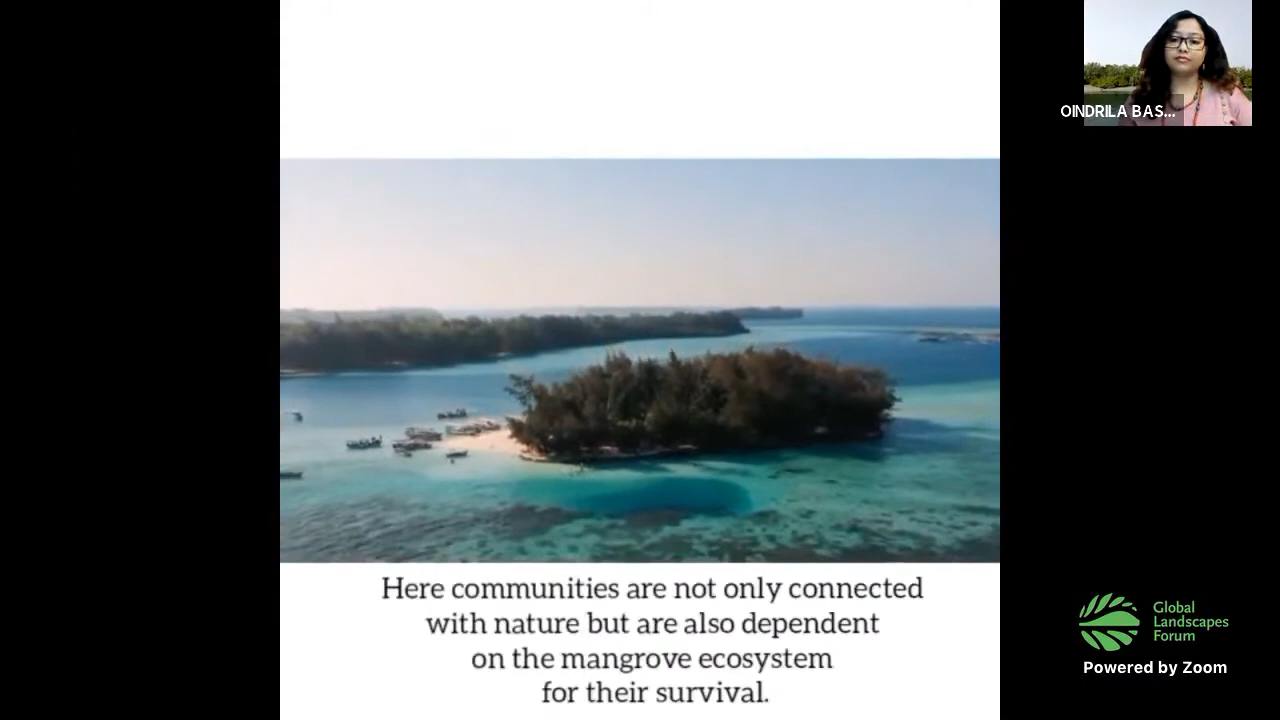 OINDRILA BAS...
Here communities are not only connected
with nature but are also dependent
on the mangrove ecosystem
for their survival.
Global
Landscapes
Forum
Powered by Zoom